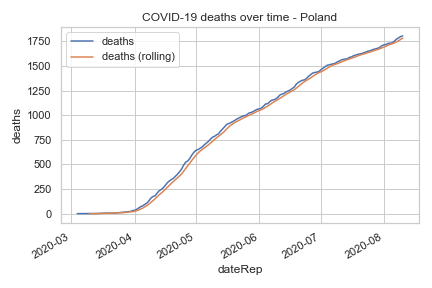 COVID-19 deaths over time - Poland
deaths
deaths (rolling)
1750
1500
1250
1000
750
500
250
0
deaths
2020-03
2020-04
2020-05
2020-06
2020-07
2020-08
dateRep